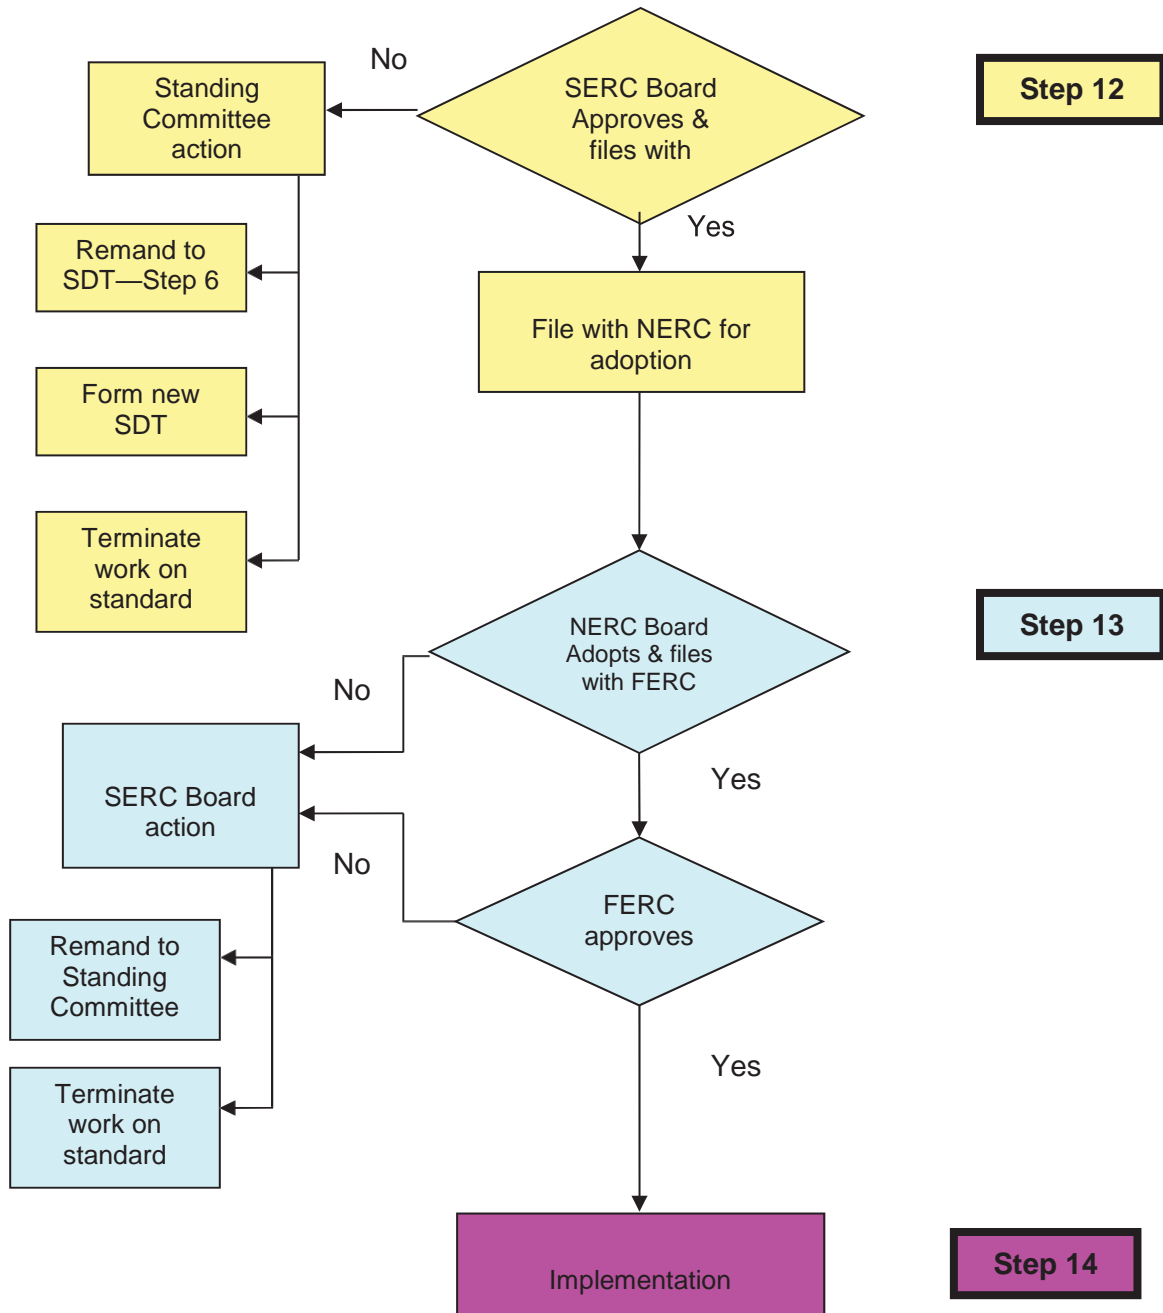 No
Standing
Committee
action
SERC Board
Approves &
files with
Step 12
Yes
Remand to
SDT—Step 6
File with NERC for
adoption
Form new
SDT
Terminate
work on
standard
NERC Board
Adopts & files
with FERC
Step 13
No
SERC Board
action
Yes
No
FERC
approves
Remand to
Standing
Committee
Yes
Terminate
work on
standard
Implementation
Step 14